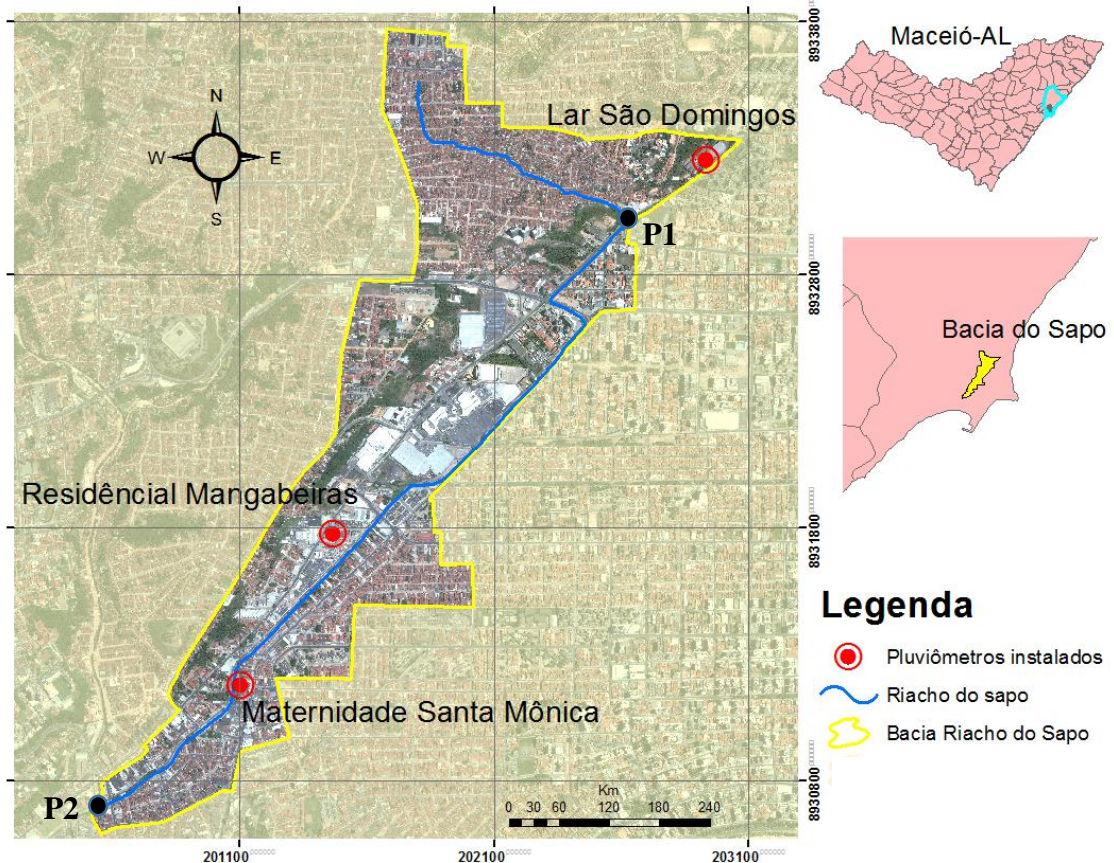 8933800
Maceió-AL
N
W E
S
Lar São Domingos
P1
8932800
Bacia do Sapo
Residêncial Mangabeiras
8931800
Legenda
Pluviômetros instalados
Riacho do sapo
Bacia Riacho do Sapo
Maternidade Santa Mônica
P2
8930800
Km
0 30 60 120 180 240
201100
202100
203100